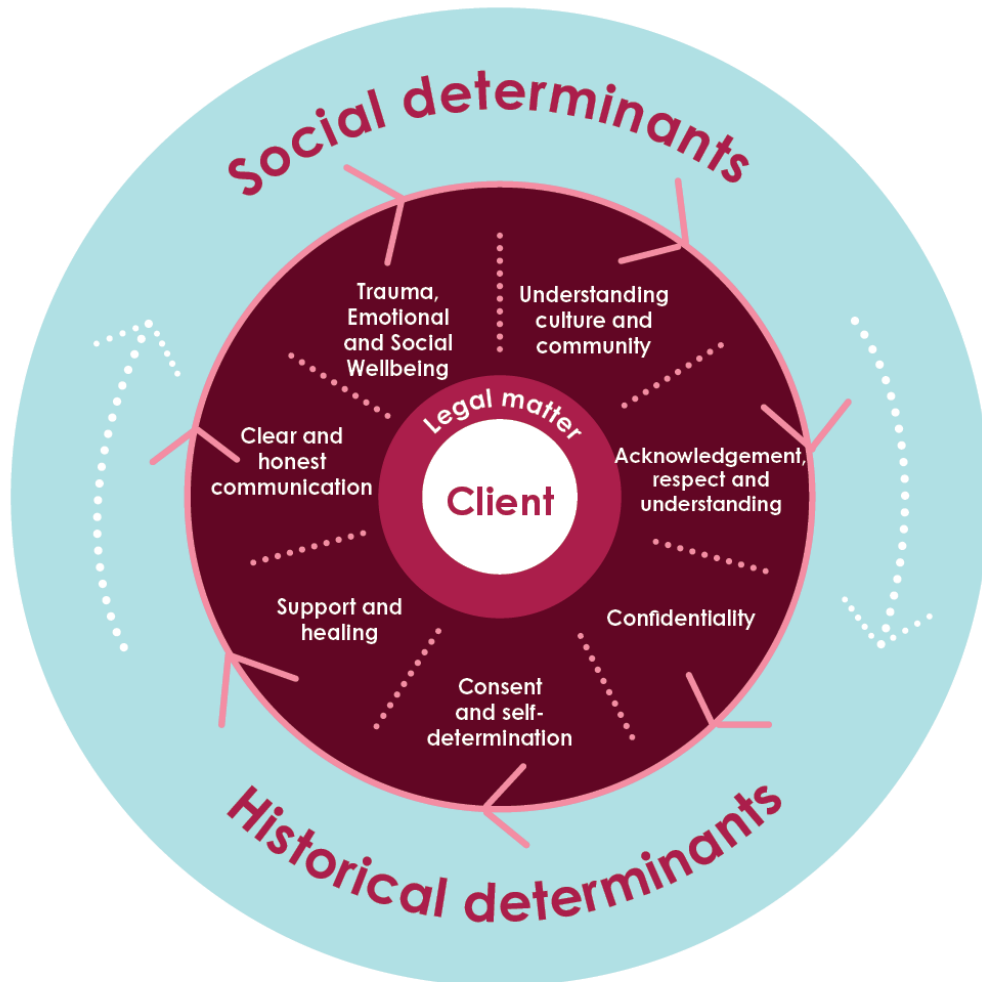 Social determinants
Trauma,
Emotional
and Social
Wellbeing
Understanding
culture and
community
Legal matter
Client
Clear and
honest
communication
Acknowledgement,
respect and
understanding
Support and
healing
Confidentiality
Consent
and self-
determination
Historical determinants